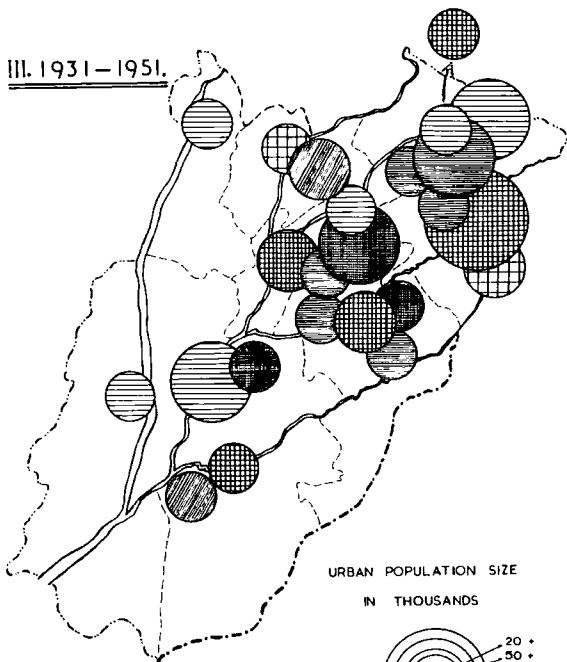 III. 1931–1951.
URBAN POPULATION SIZE
IN THOUSANDS
20 +
50 +